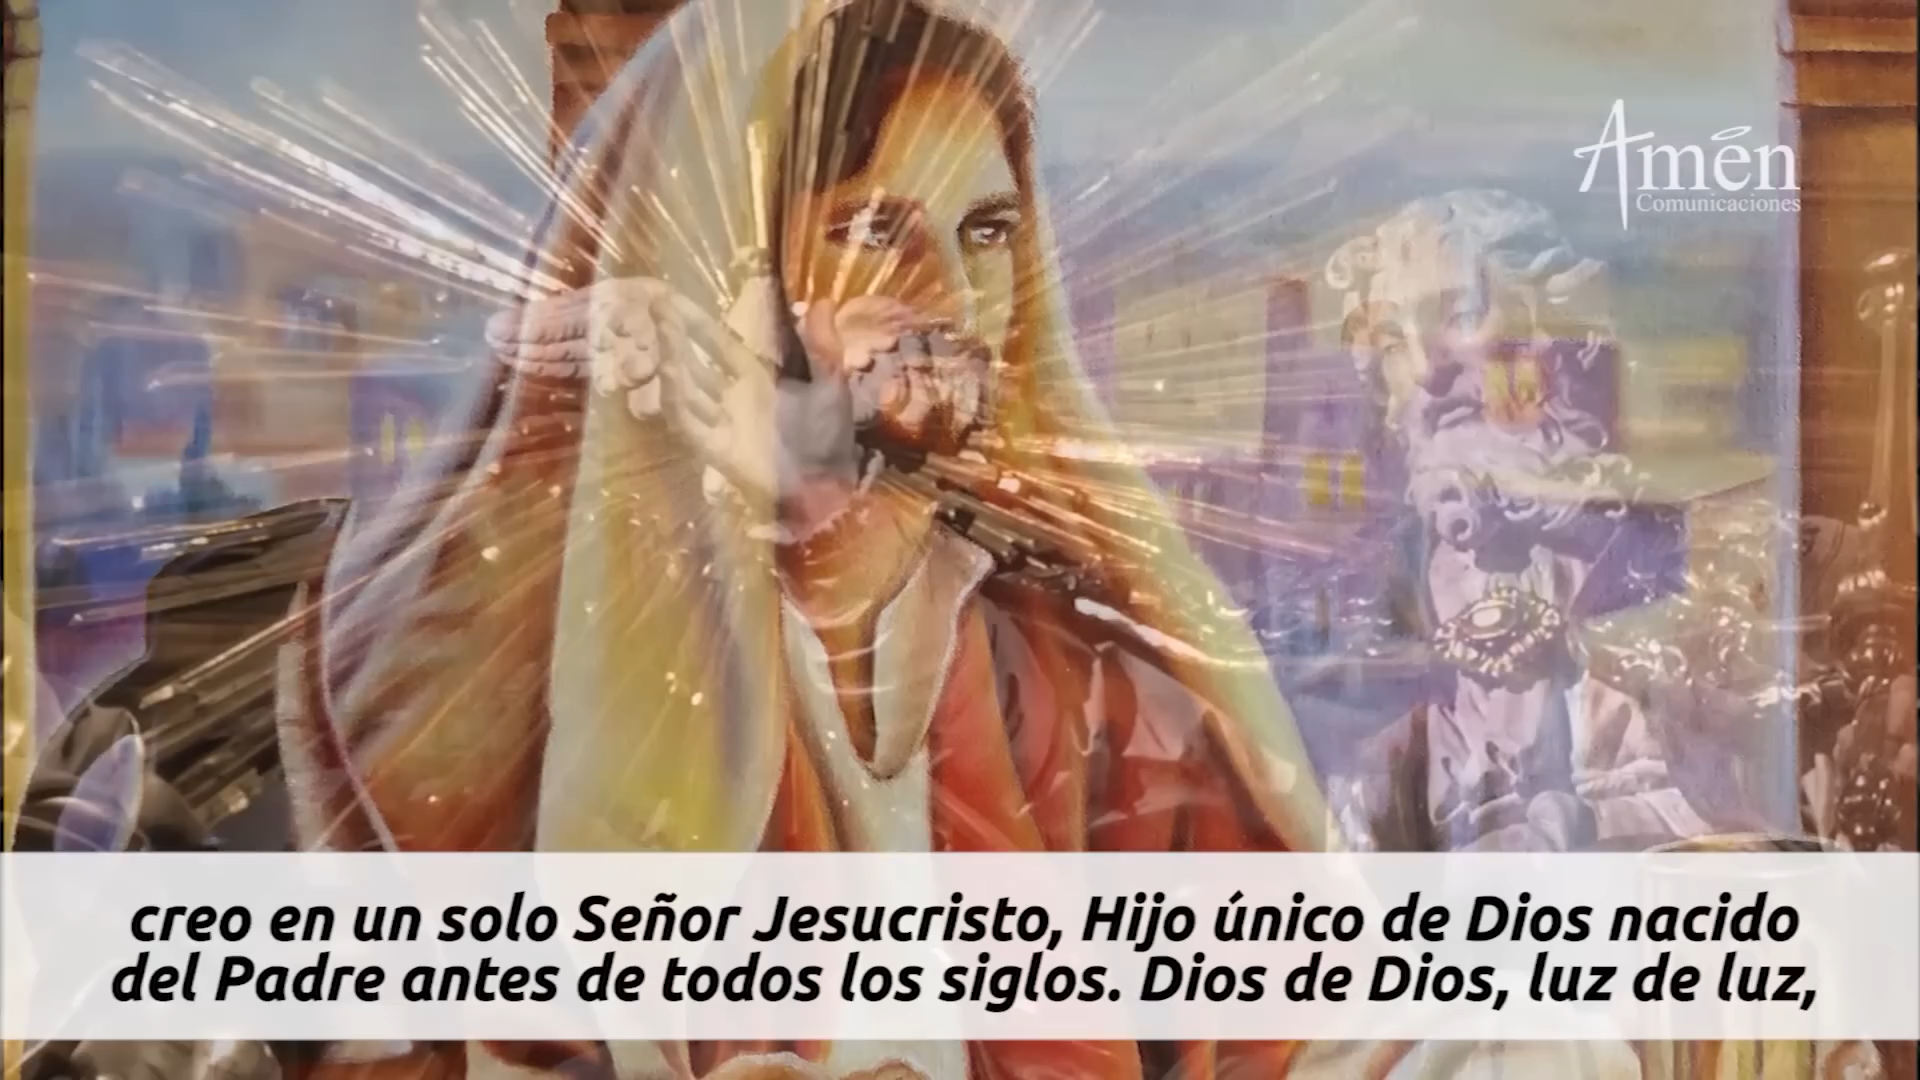 Amén
Comunicaciones
creo en un solo Señor Jesucristo, Hijo único de Dios nacido
del Padre antes de todos los siglos. Dios de Dios, luz de luz,